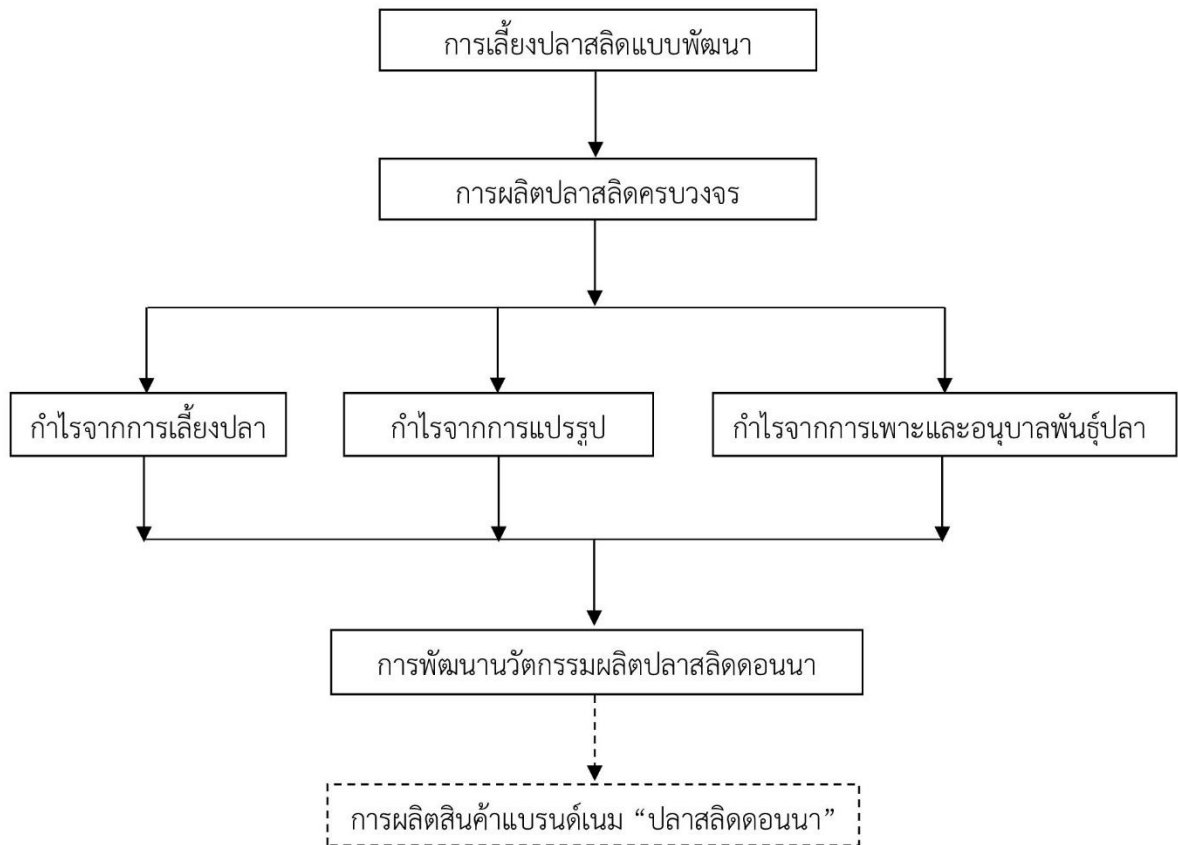 การเลี้ยงปลาสลิดแบบพัฒนา
การผลิตปลาสลิดครบวงจร
กำไรจากการเลี้ยงปลา
กำไรจากการแปรรูป
กำไรจากการเพาะและอนุบาลพันธุ์ปลา
การพัฒนานวัตกรรมผลิตปลาสลิดดอนนา
การผลิตสินค้าแบรนด์เนม “ปลาสลิดดอนนา”